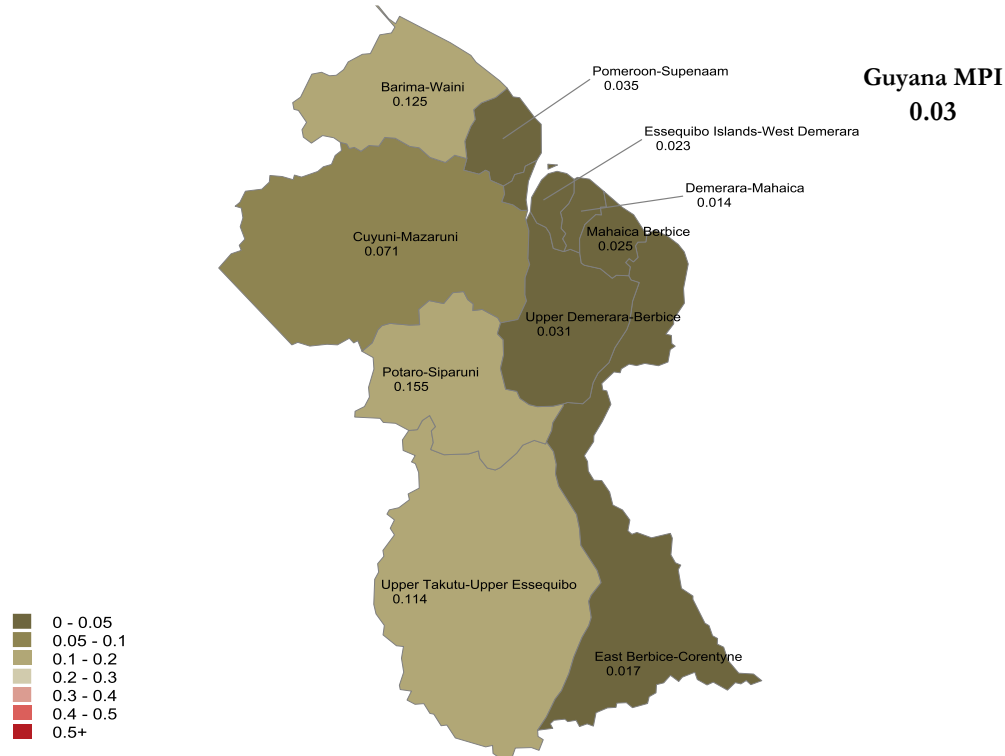 Guyana MPI
0.03
Pomeroon-Supenaam
0.035
Barima-Waini
0.125
Essequibo Islands-West Demerara
0.023
Demerara-Mahaica
0.014
Mahaica Berbice
0.025
Cuyuni-Mazaruni
0.071
Upper Demerara-Berbice
0.031
Potaro-Siparuni
0.155
Upper Takutu-Upper Essequibo
0.114
East Berbice-Corentyne
0.017
0 - 0.05
0.05 - 0.1
0.1 - 0.2
0.2 - 0.3
0.3 - 0.4
0.4 - 0.5
0.5+